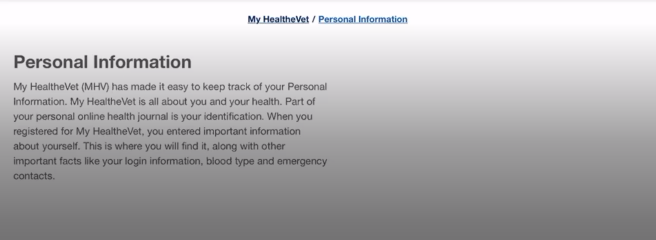 My HealtheVet / Personal Information
Personal Information
My HealtheVet (MHV) has made it easy to keep track of your Personal
Information. My HealtheVet is all about you and your health. Part of
your personal online health journal is your identification. When you
registered for My HealtheVet, you entered important information
about yourself. This is where you will find it, along with other
important facts like your login information, blood type and emergency
contacts.